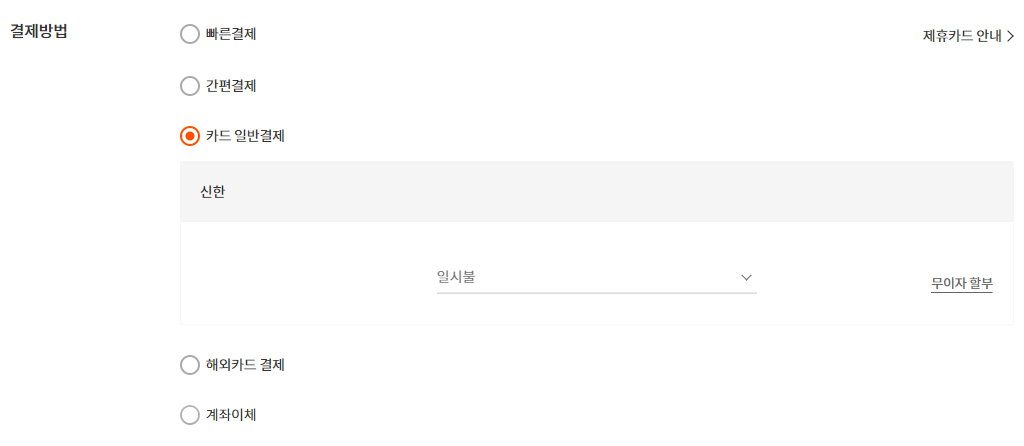 결제방법
빠른결제
제휴카드 안내
간편결제
카드 일반결제
신한
일시불
무이자 할부
해외카드 결제
계좌이체